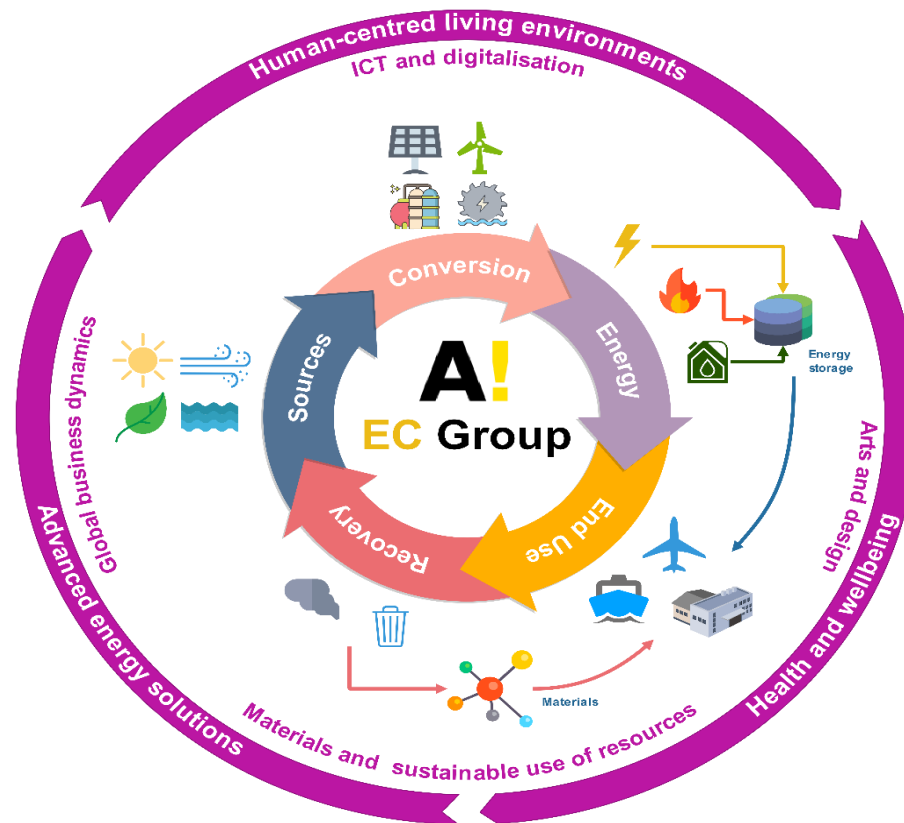 Human-centred living environments
ICT and digitalisation
Conversion
Energy
Sources
Global business dynamics
A!
EC Group
Energy
storage
Arts and design
End Use
Recovery
Advanced energy solutions
Health and wellbeing
Materials
Materials and sustainable use of resources